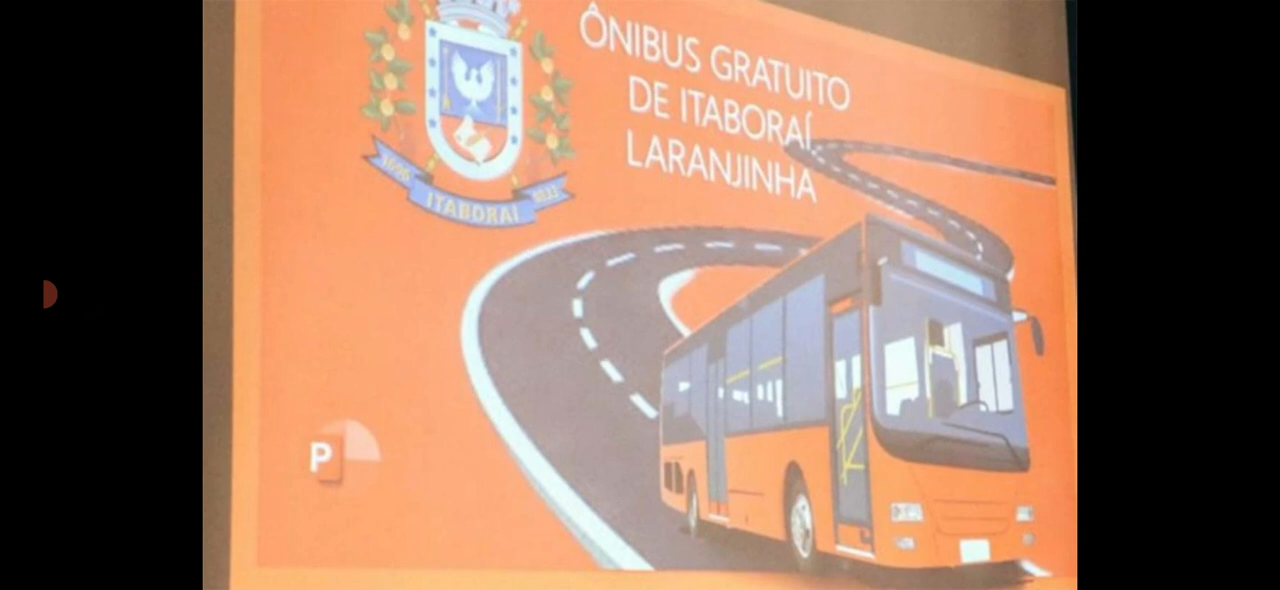 ÔNIBUS GRATUITO
DE ITABORAÍ
LARANJINHA
ITABORAÍ
P